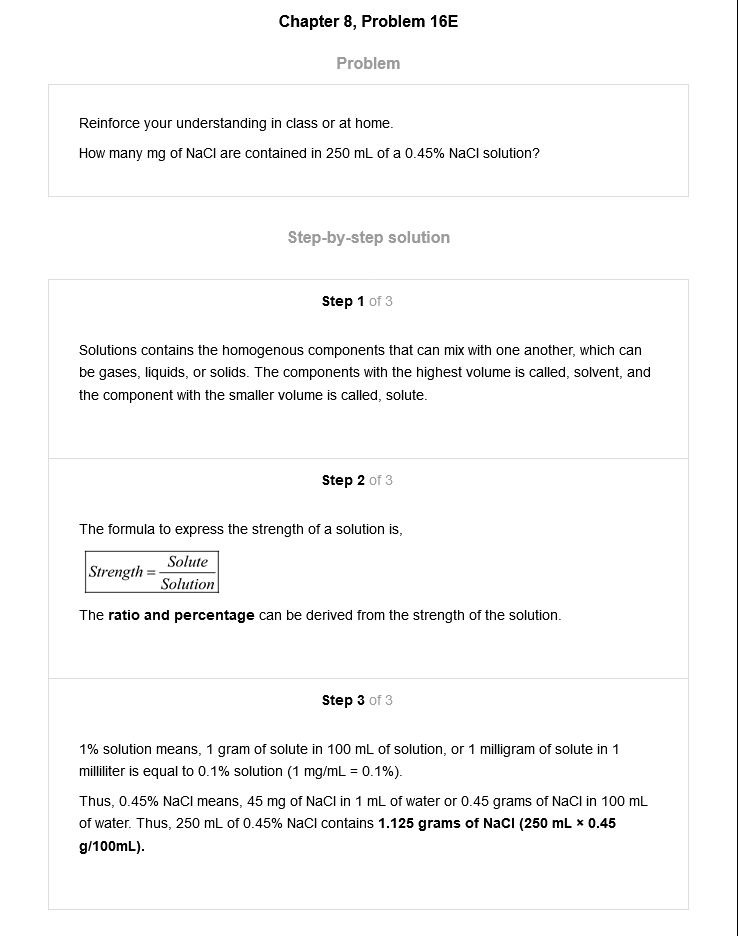 Chapter 8, Problem 16E
Problem
Reinforce your understanding in class or at home.
How many mg of NaCl are contained in 250 mL of a 0.45% NaCl solution?
Step-by-step solution
Step 1 of 3
Solutions contains the homogenous components that can mix with one another, which can
be gases, liquids, or solids. The components with the highest volume is called, solvent, and
the component with the smaller volume is called, solute.
Step 2 of 3
The formula to express the strength of a solution is,
Strength = Solute / Solution
The ratio and percentage can be derived from the strength of the solution.
Step 3 of 3
1% solution means, 1 gram of solute in 100 mL of solution, or 1 milligram of solute in 1
milliliter is equal to 0.1% solution (1 mg/mL = 0.1%).
Thus, 0.45% NaCl means, 45 mg of NaCl in 1 mL of water or 0.45 grams of NaCl in 100 mL
of water. Thus, 250 mL of 0.45% NaCl contains 1.125 grams of NaCl (250 mL × 0.45
g/100mL).